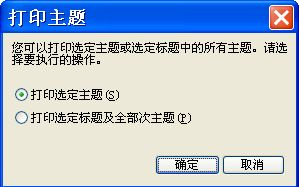 打印主题
您可以打印选定主题或选定标题中的所有主题。请选
择要执行的操作。
打印选定主题(S)
打印选定标题及全部次主题(P)
确定
取消